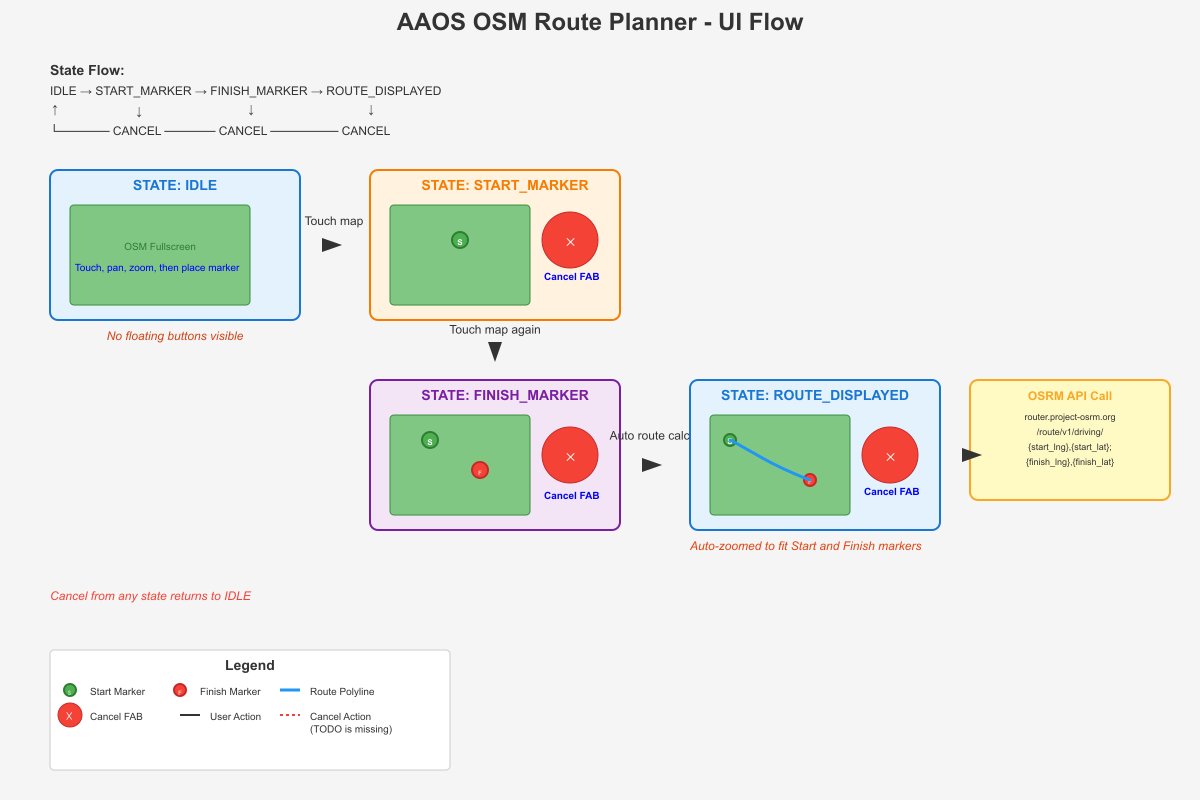 AAOS OSM Route Planner - UI Flow
State Flow:
IDLE → START_MARKER → FINISH_MARKER → ROUTE_DISPLAYED
↑ ↓ ↓ ↓
└────── CANCEL ────── CANCEL ──────── CANCEL
STATE: IDLE
OSM Fullscreen
Touch, pan, zoom, then place marker
No floating buttons visible
Touch map
STATE: START_MARKER
S
×
Cancel FAB
Touch map again
STATE: FINISH_MARKER
S
F
×
Cancel FAB
Auto route calc
STATE: ROUTE_DISPLAYED
×
Cancel FAB
Auto-zoomed to fit Start and Finish markers
OSRM API Call
router.project-osrm.org
/route/v1/driving/
{start_lng},{start_lat};
{finish_lng},{finish_lat}
Cancel from any state returns to IDLE
Legend
S Start Marker
F Finish Marker
Route Polyline
X Cancel FAB
User Action
Cancel Action
(TODO is missing)